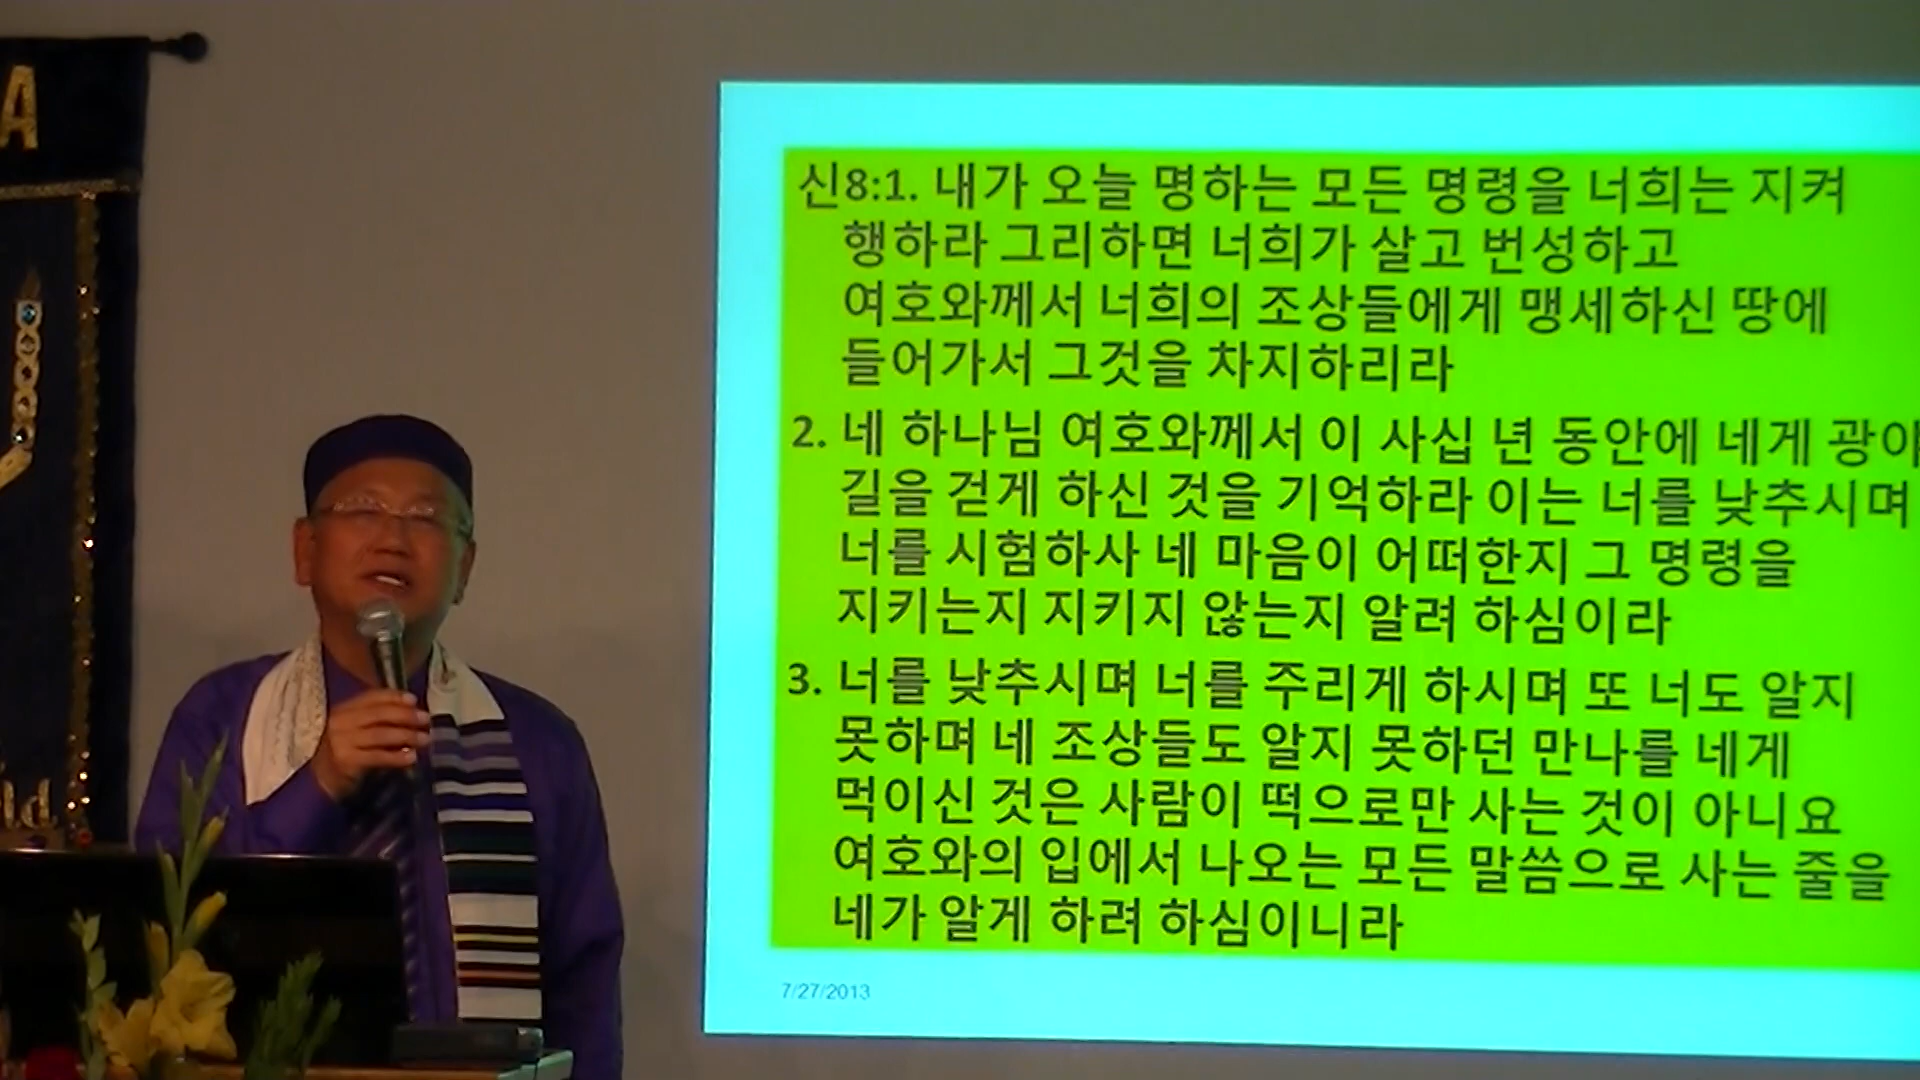 A
ld
신8:1. 내가 오늘 명하는 모든 명령을 너희는 지켜
행하라 그리하면 너희가 살고 번성하고
여호와께서 너희의 조상들에게 맹세하신 땅에
들어가서 그것을 차지하리라
2. 네 하나님 여호와께서 이 사십 년 동안에 네게 광야
길을 걷게 하신 것을 기억하라 이는 너를 낮추시며
너를 시험하사 네 마음이 어떠한지 그 명령을
지키는지 지키지 않는지 알려 하심이라
3. 너를 낮추시며 너를 주리게 하시며 또 너도 알지
못하며 네 조상들도 알지 못하던 만나를 네게
먹이신 것은 사람이 떡으로만 사는 것이 아니요
여호와의 입에서 나오는 모든 말씀으로 사는 줄을
네가 알게 하려 하심이니라
7/27/2013